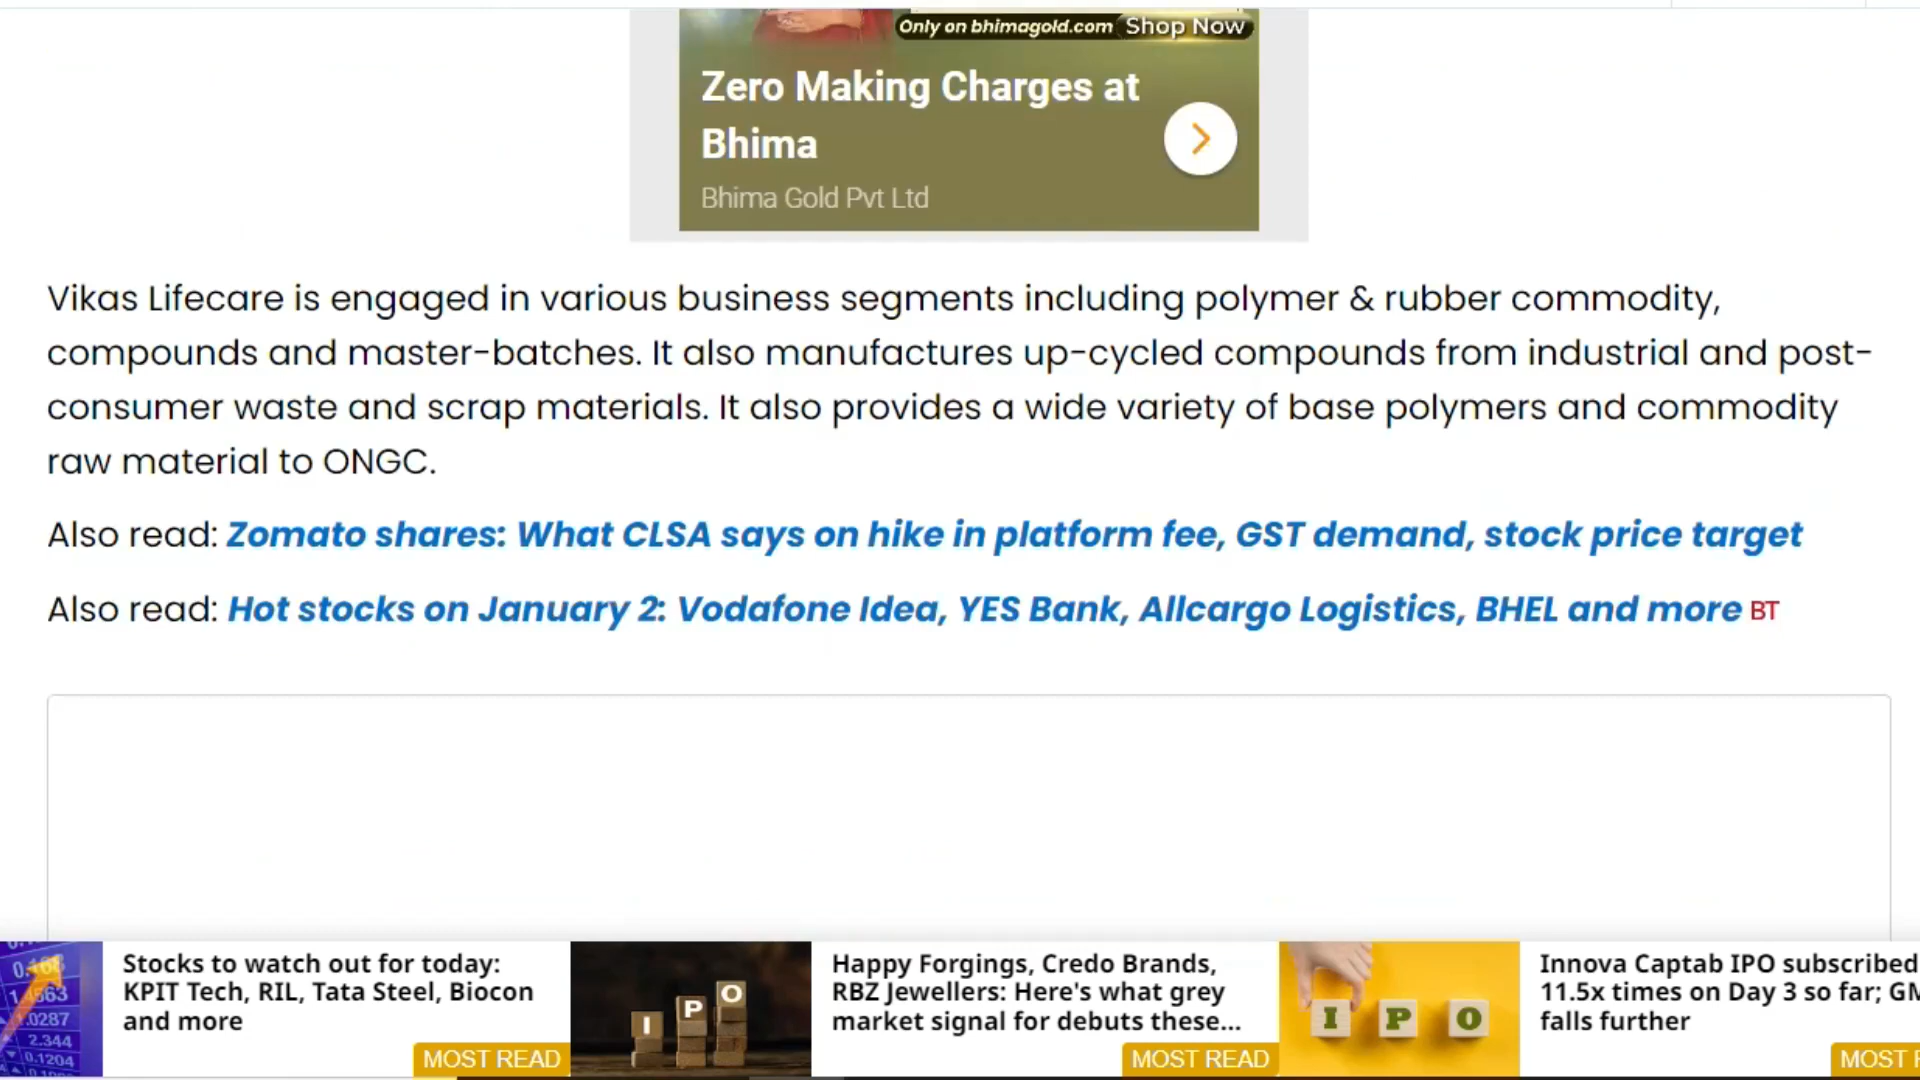 Only on bhimagold.com Shop Now
Zero Making Charges at
Bhima
Bhima Gold Pvt Ltd
Vikas Lifecare is engaged in various business segments including polymer & rubber commodity,
compounds and master-batches. It also manufactures up-cycled compounds from industrial and post-
consumer waste and scrap materials. It also provides a wide variety of base polymers and commodity
raw material to ONGC.
Also read: Zomato shares: What CLSA says on hike in platform fee, GST demand, stock price target
Also read: Hot stocks on January 2: Vodafone Idea, YES Bank, Allcargo Logistics, BHEL and more BT
Stocks to watch out for today:
KPIT Tech, RIL, Tata Steel, Biocon
and more
MOST READ
I P O
Happy Forgings, Credo Brands,
RBZ Jewellers: Here's what grey
market signal for debuts these...
MOST READ
I P O
Innova Captab IPO subscribed
11.5x times on Day 3 so far;
falls further
MOST
.0287
2.344
0.1204